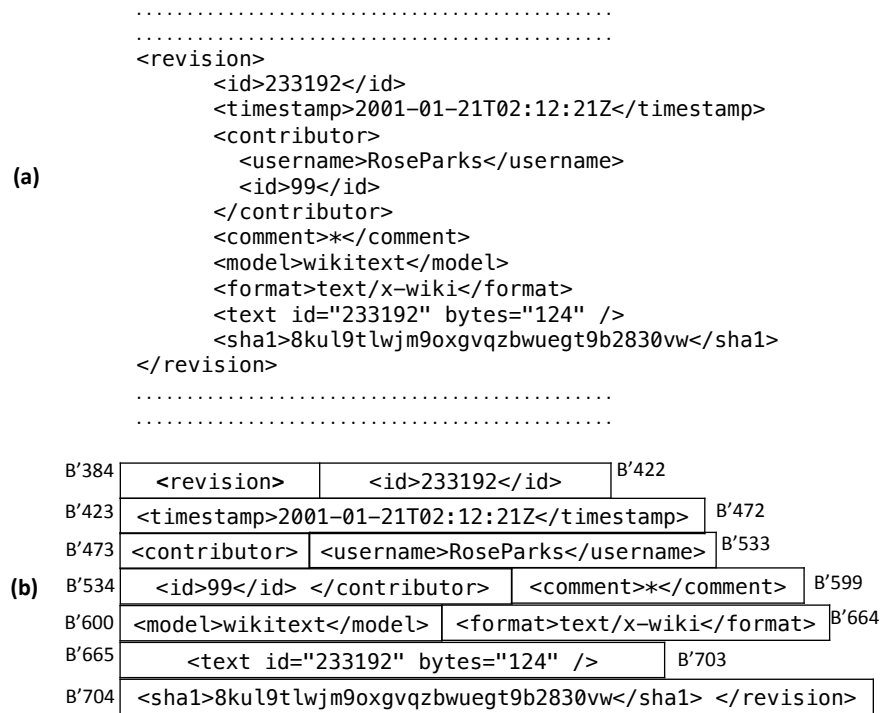 ..............................................
..............................................
<revision>
<id>233192</id>
<timestamp>2001-01-21T02:12:21Z</timestamp>
<contributor>
<username>RoseParks</username>
<id>99</id>
(a)
</contributor>
<comment>*</comment>
<model>wikitext</model>
<format>text/x-wiki</format>
<text id="233192" bytes="124" />
<sha1>8kul9tlwjm9oxgvqzbwuegt9b2830vw</sha1>
</revision>
..............................................
..............................................
B'384 <revision> <id>233192</id> B'422
B'423 <timestamp>2001-01-21T02:12:21Z</timestamp> B'472
B'473 <contributor> <username>RoseParks</username> B'533
(b) B'534 <id>99</id> </contributor> <comment>*</comment> B'599
B'600 <model>wikitext</model> <format>text/x-wiki</format> B'664
B'665 <text id="233192" bytes="124" /> B'703
B'704 <sha1>8kul9tlwjm9oxgvqzbwuegt9b2830vw</sha1> </revision>